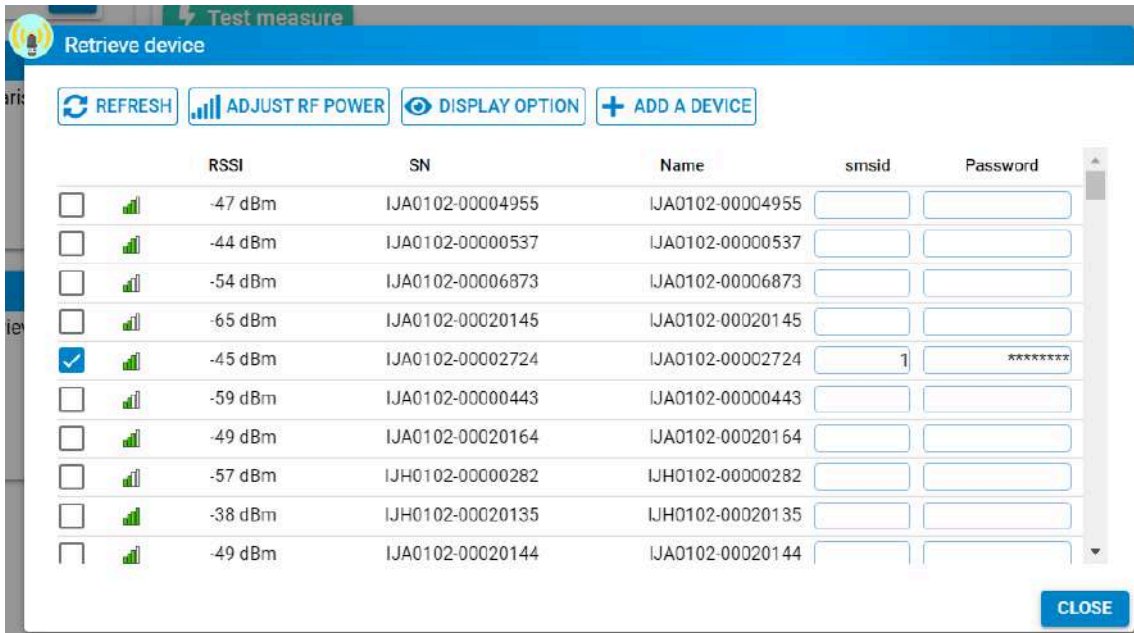 Test measure
Retrieve device
REFRESH ADJUST RF POWER DISPLAY OPTION ADD A DEVICE
RSSI SN Name smsid Password
-47 dBm IJA0102-00004955 IJA0102-00004955
-44 dBm IJA0102-00000537 IJA0102-00000537
-54 dBm IJA0102-00006873 IJA0102-00006873
-65 dBm IJA0102-00020145 IJA0102-00020145
-45 dBm IJA0102-00002724 IJA0102-00002724 1 ********
-59 dBm IJA0102-00000443 IJA0102-00000443
-49 dBm IJA0102-00020164 IJA0102-00020164
-57 dBm IJH0102-00000282 IJH0102-00000282
-38 dBm IJH0102-00020135 IJH0102-00020135
-49 dBm IJA0102-00020144 IJA0102-00020144
CLOSE